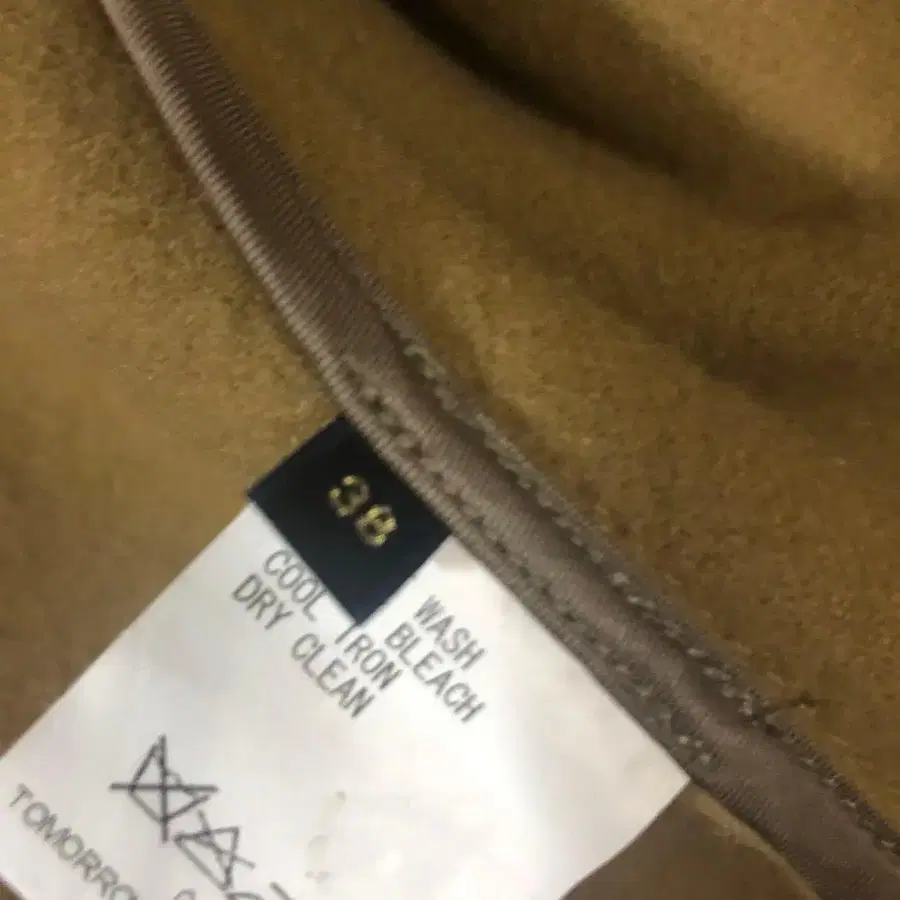 38
WASH
BLEACH
COOL IRON
DRY CLEAN